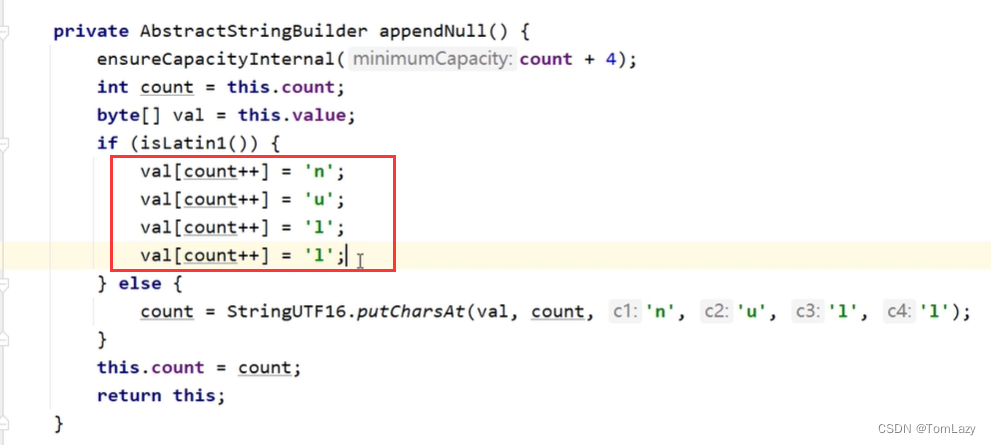 private AbstractStringBuilder appendNull() {
    ensureCapacityInternal( minimumCapacity: count + 4);
    int count = this.count;
    byte[] val = this.value;
    if (isLatin1()) {
        val[count++] = 'n';
        val[count++] = 'u';
        val[count++] = 'l';
        val[count++] = 'l';
    } else {
        count = StringUTF16.putCharsAt(val, count, c1: 'n', c2: 'u', c3: 'l', c4: 'l');
    }
    this.count = count;
    return this;
}
CSDN @TomLazy